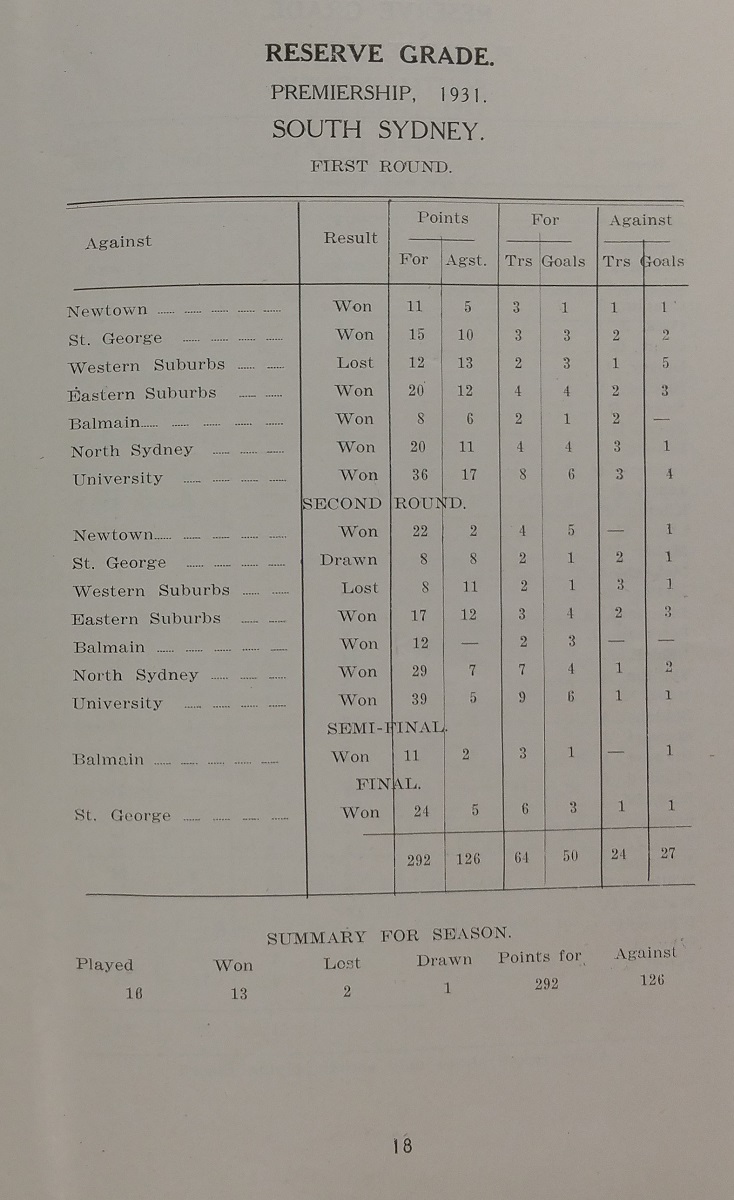 RESERVE GRADE.
PREMIERSHIP, 1931.
SOUTH SYDNEY.
FIRST ROUND.
Against Result Points For Against
For Agst. Trs Goals Trs Goals
Newtown ...... ...... ...... ...... ...... Won 11 5 3 1 1 1
St. George ...... ...... ...... ...... Won 15 10 3 3 2 2
Western Suburbs ...... ...... Lost 12 13 2 3 1 5
Eastern Suburbs ...... ...... Won 20 12 4 4 2 3
Balmain...... ...... ...... ...... ...... Won 8 6 2 1 2 —
North Sydney ...... ...... ...... Won 20 11 4 4 3 1
University ...... ...... ...... ...... Won 36 17 8 6 3 4
SECOND ROUND.
Newtown...... ...... ...... ...... ...... Won 22 2 4 5 — 1
St. George ...... ...... ...... ...... Drawn 8 8 2 1 2 1
Western Suburbs ...... ...... Lost 8 11 2 1 3 1
Eastern Suburbs ...... ...... Won 17 12 3 4 2 3
Balmain ...... ...... ...... ...... ...... Won 12 — 2 3 — —
North Sydney ...... ...... ...... Won 29 7 7 4 1 2
University ...... ...... ...... ...... Won 39 5 9 6 1 1
SEMI-FINAL.
Balmain ...... ...... ...... ...... ...... Won 11 2 3 1 — 1
FINAL.
St. George ...... ...... ...... ...... Won 24 5 6 3 1 1
292 126 64 50 24 27
SUMMARY FOR SEASON.
Played Won Lost Drawn Points for Against
16 13 2 1 292 126
18